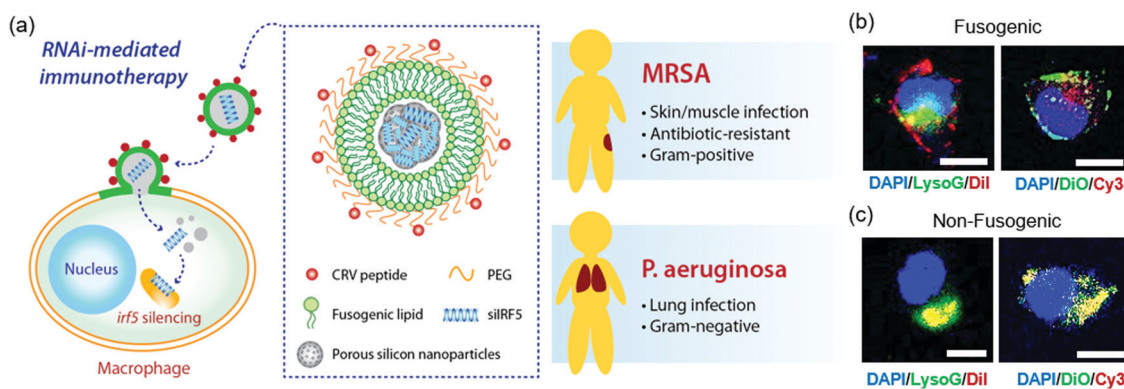 (a)
RNAi-mediated
immunotherapy
Nucleus
irf5 silencing
Macrophage
CRV peptide
PEG
Fusogenic lipid
siIRF5
Porous silicon nanoparticles
MRSA
• Skin/muscle infection
• Antibiotic-resistant
• Gram-positive
P. aeruginosa
• Lung infection
• Gram-negative
(b)
Fusogenic
DAPI/LysoG/DiI
DAPI/DiO/Cy3
(c)
Non-Fusogenic
DAPI/LysoG/DiI
DAPI/DiO/Cy3